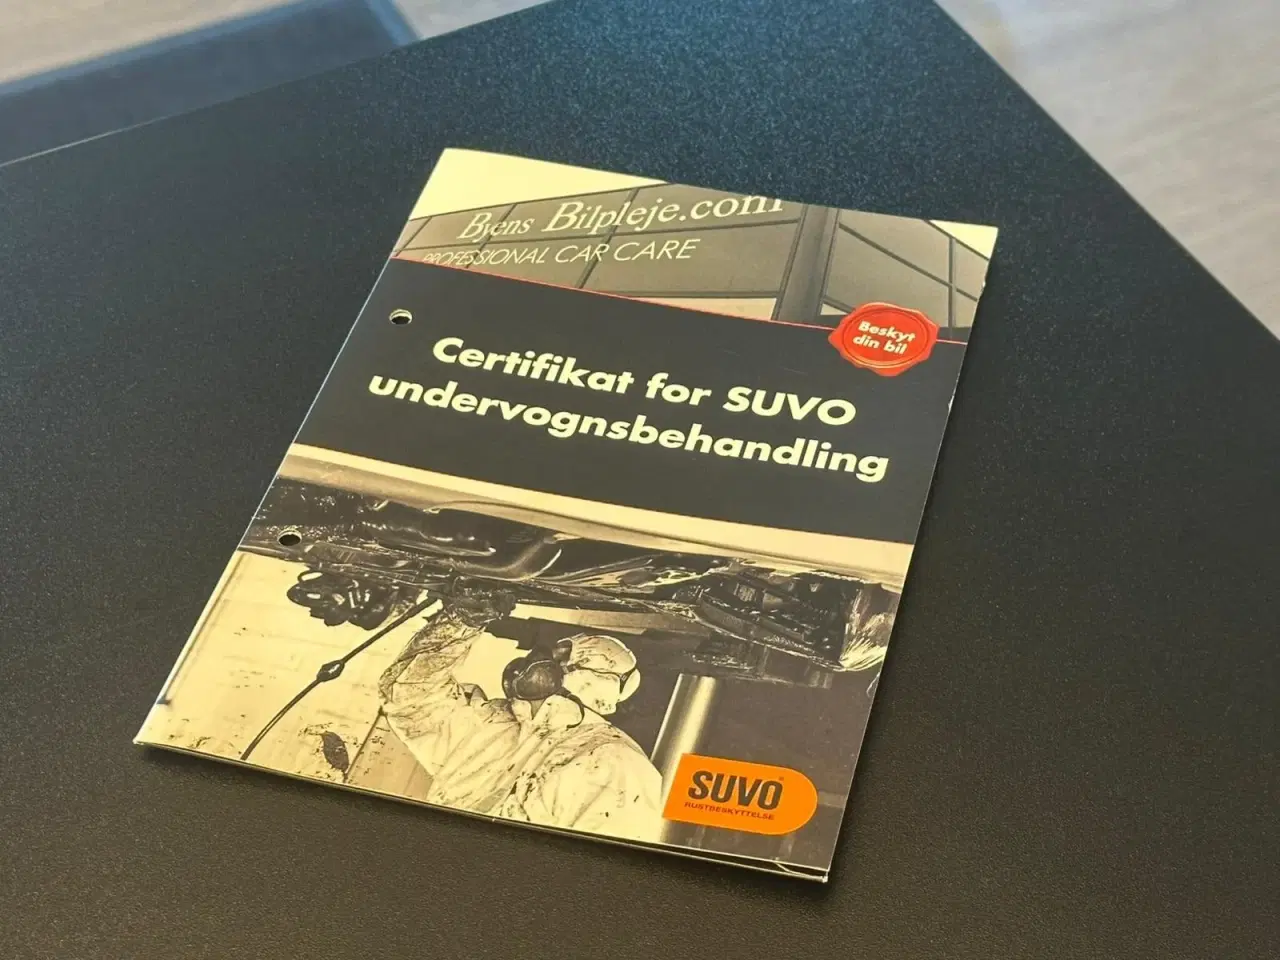 Byens Bilpleje.com
PROFESSIONAL CAR CARE
Beskyt
din bil
Certifikat for SUVO
undervognsbehandling
SUVO®
RUSTBESKYTTELSE